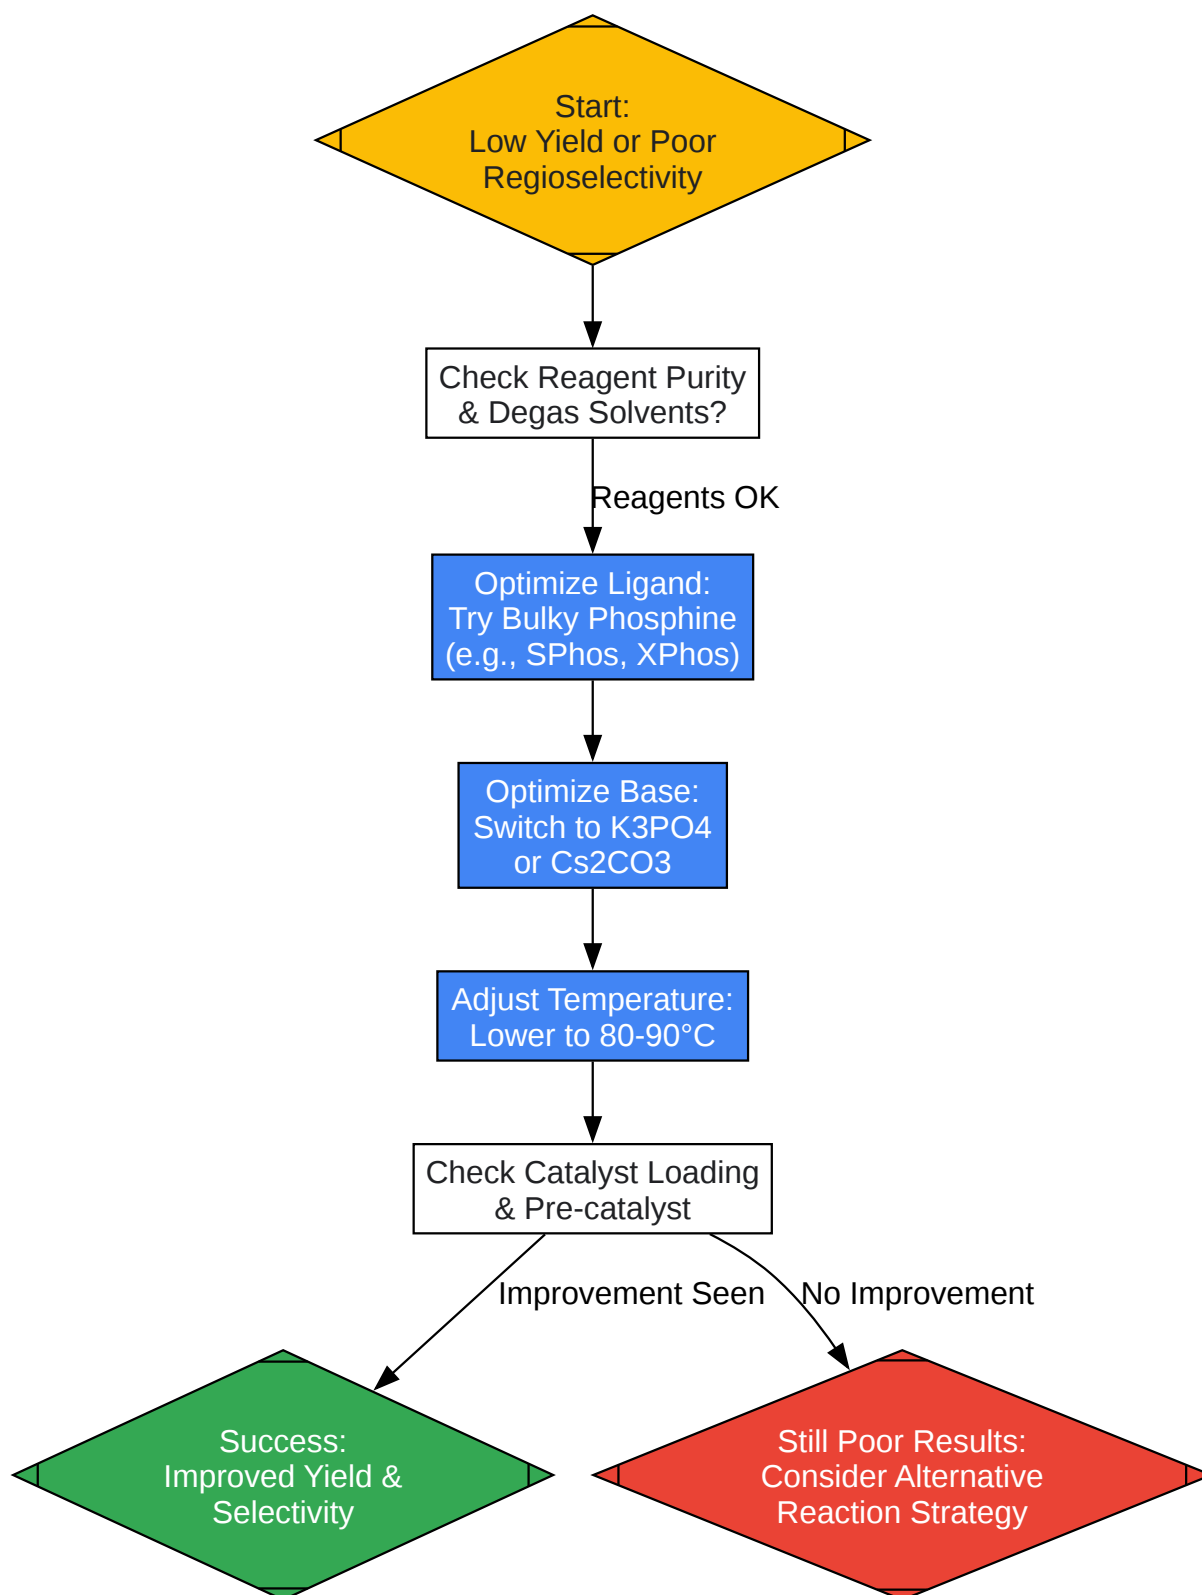 Start:
Low Yield or Poor
Regioselectivity
Check Reagent Purity
& Degas Solvents?
Reagents OK
Optimize Ligand:
Try Bulky Phosphine
(e.g., SPhos, XPhos)
Optimize Base:
Switch to K3PO4
or Cs2CO3
Adjust Temperature:
Lower to 80-90°C
Check Catalyst Loading
& Pre-catalyst
Improvement Seen
No Improvement
Success:
Improved Yield &
Selectivity
Still Poor Results:
Consider Alternative
Reaction Strategy